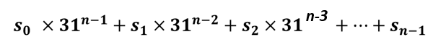 s₀ × 31ⁿ⁻¹ + s₁ × 31ⁿ⁻² + s₂ × 31ⁿ⁻³ + ⋯ + sₙ₋₁